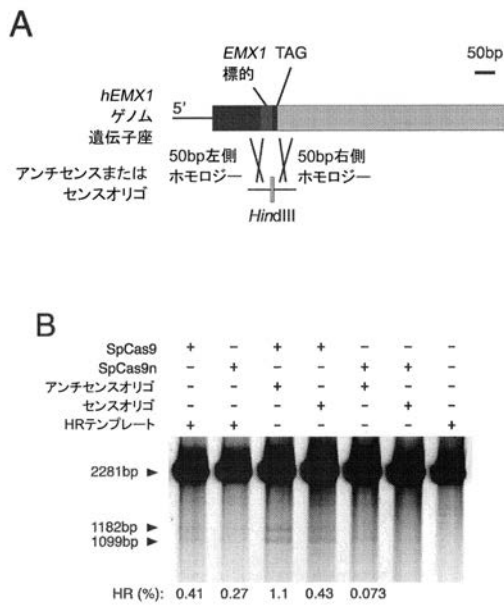 A
50bp
EMX1 TAG
標的
hEMX1
ゲノム
遺伝子座
5’
50bp左側
ホモロジー
50bp右側
ホモロジー
アンチセンスまたは
センスオリゴ
HindIII
B
SpCas9 + − + + − − −
SpCas9n − + − − + + −
アンチセンスオリゴ − − + − + − −
センスオリゴ − − − + − + −
HRテンプレート + + − − − − +
2281bp
1182bp
1099bp
HR (%): 0.41 0.27 1.1 0.43 0.073